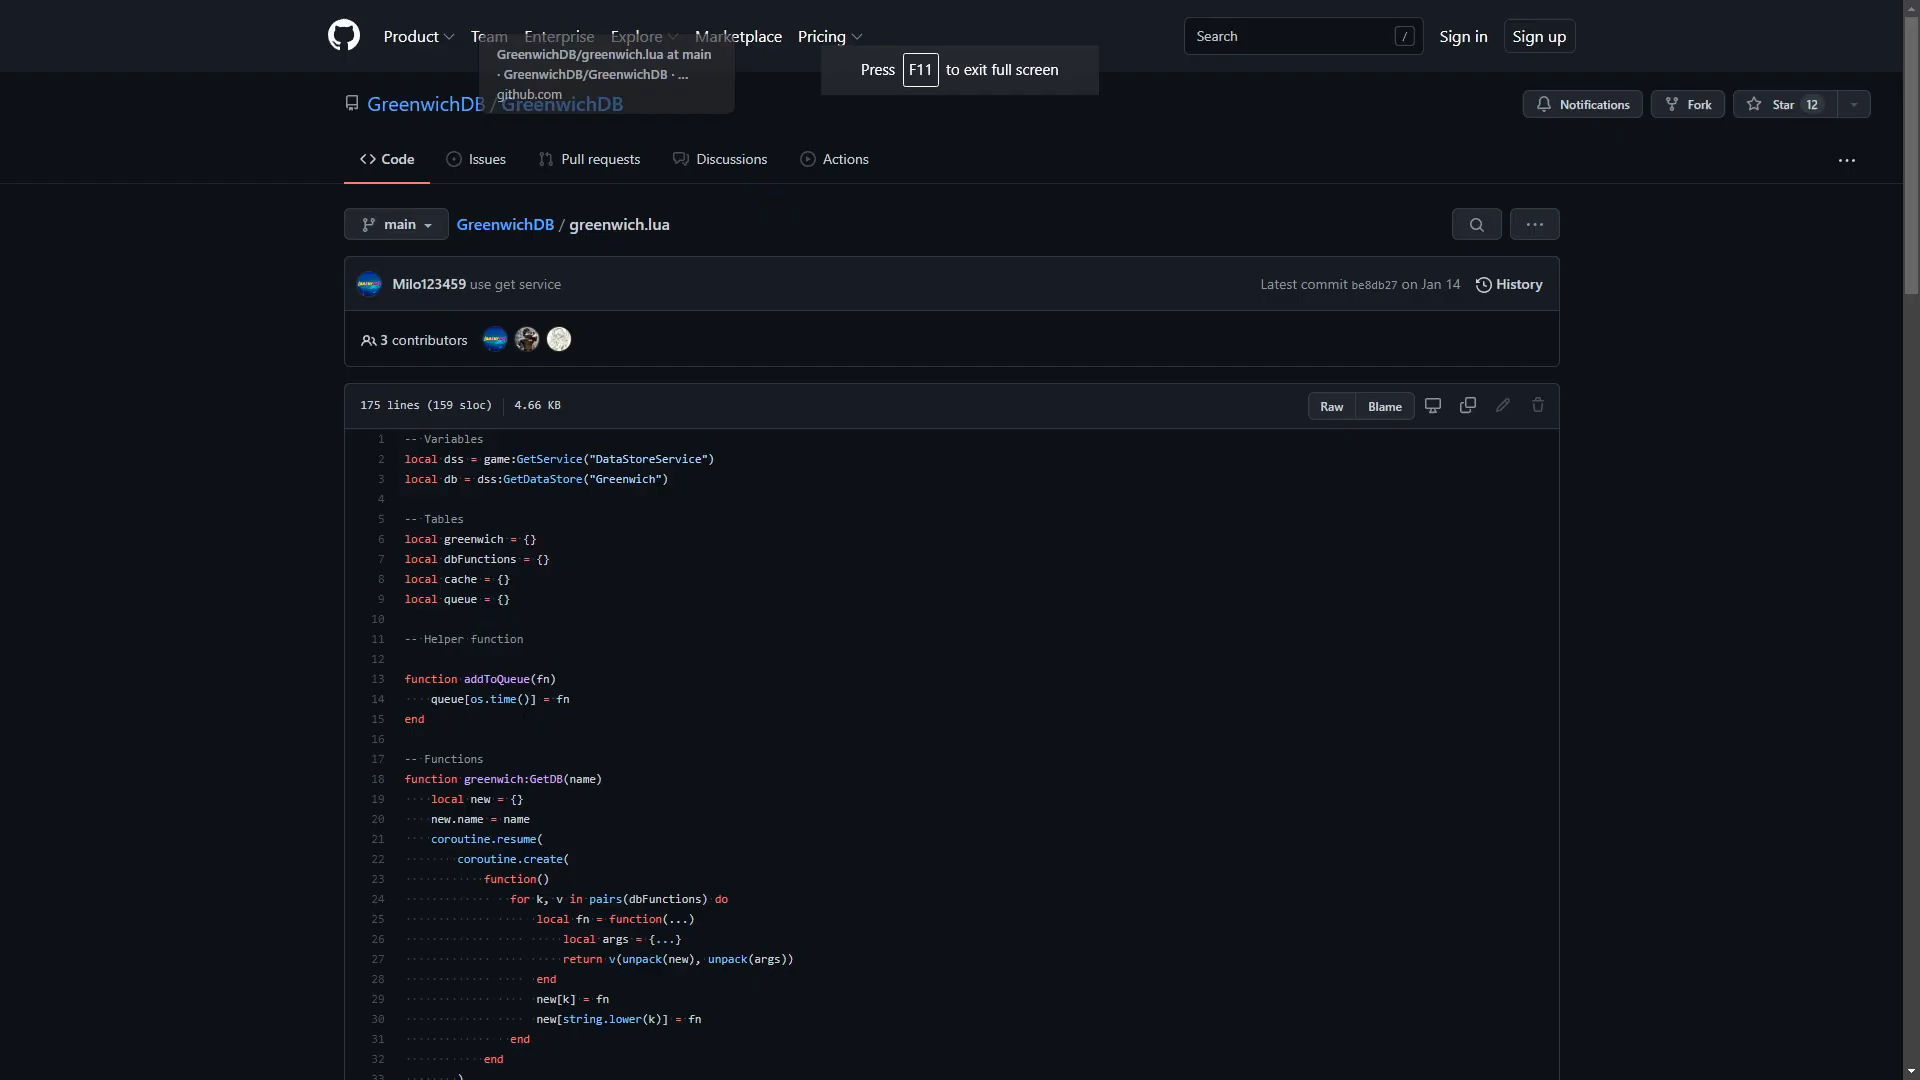 Product Team Enterprise Explore Marketplace Pricing Search / Sign in Sign up
GreenwichDB/greenwich.lua at main
· GreenwichDB/GreenwichDB · ...
github.com
Press F11 to exit full screen
GreenwichDB / GreenwichDB Notifications Fork Star 12
Code Issues Pull requests Discussions Actions ...
main GreenwichDB / greenwich.lua ...
Milo123459 use get service Latest commit be8db27 on Jan 14 History
3 contributors
175 lines (159 sloc) 4.66 KB Raw Blame
1 -- Variables
2 local dss = game:GetService("DataStoreService")
3 local db = dss:GetDataStore("Greenwich")
4
5 -- Tables
6 local greenwich = {}
7 local dbFunctions = {}
8 local cache = {}
9 local queue = {}
10
11 -- Helper function
12
13 function addToQueue(fn)
14 queue[os.time()] = fn
15 end
16
17 -- Functions
18 function greenwich:GetDB(name)
19 local new = {}
20 new.name = name
21 coroutine.resume(
22 coroutine.create(
23 function()
24 for k, v in pairs(dbFunctions) do
25 local fn = function(...)
26 local args = {...}
27 return v(unpack(new), unpack(args))
28 end
29 new[k] = fn
30 new[string.lower(k)] = fn
31 end
32 end
33 )